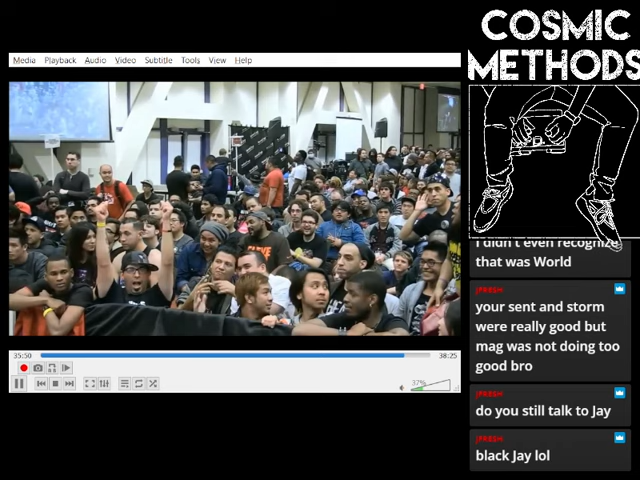 COSMIC
METHODS
Media Playback Audio Video Subtitle Tools View Help
35:50
38:25
37%
I didn't even recognize
that was World
JFRESH
your sent and storm
were really good but
mag was not doing too
good bro
JFRESH
do you still talk to Jay
JFRESH
black Jay lol